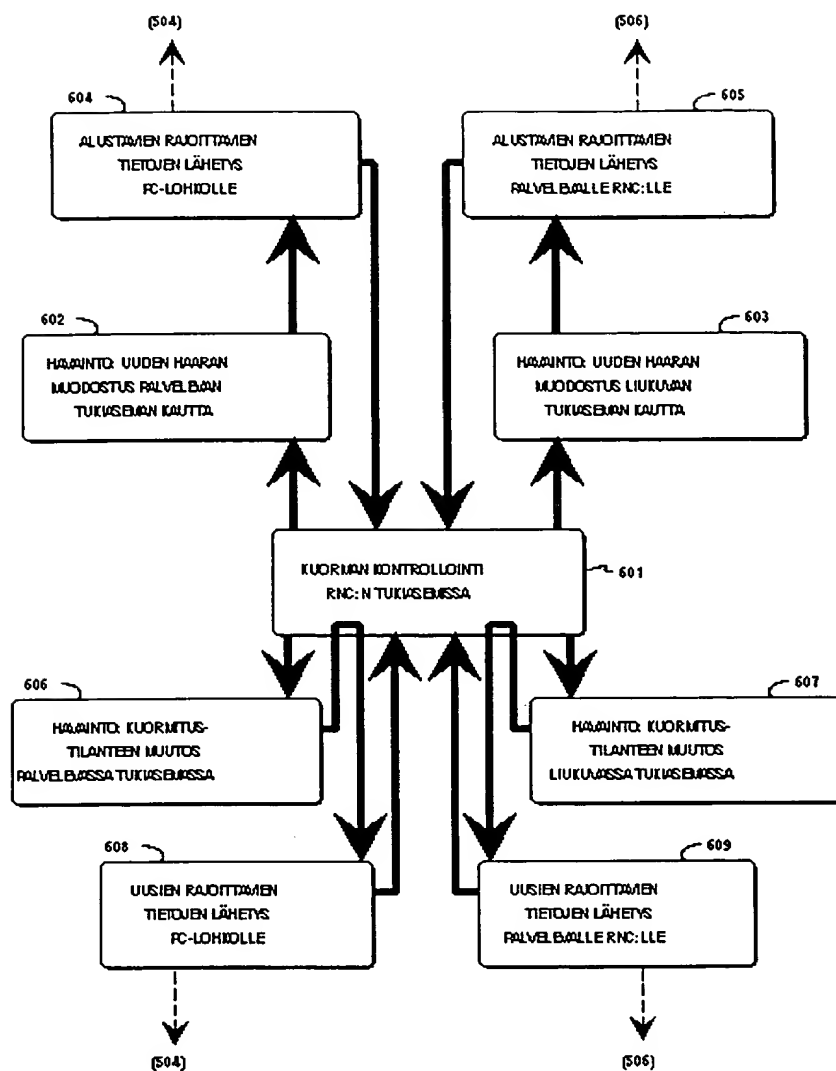 (504)
(506)
604
605
ALUSTAVIEN RAJOITTAVIEN
TIETOJEN LÄHETYS
PC-LOHKOLLE
ALUSTAVIEN RAJOITTAVIEN
TIETOJEN LÄHETYS
PALVELEVALLE RNC:LLE
602
603
HAVAINTO: UUDEN HAARAN
MUODOSTUS PALVELEVAN
TUKIASEMAN KAUTTA
HAVAINTO: UUDEN HAARAN
MUODOSTUS LIUKUVAN
TUKIASEMAN KAUTTA
KUORMAN KONTROLLOINTI
RNC:N TUKIASEMISSA
601
606
607
HAVAINTO: KUORMITUS-
TILANTEEN MUUTOS
PALVELEVASSA TUKIASEMASSA
HAVAINTO: KUORMITUS-
TILANTEEN MUUTOS
LIUKUVASSA TUKIASEMASSA
608
609
UUSIEN RAJOITTAVIEN
TIETOJEN LÄHETYS
PC-LOHKOLLE
UUSIEN RAJOITTAVIEN
TIETOJEN LÄHETYS
PALVELEVALLE RNC:LLE
(504)
(506)